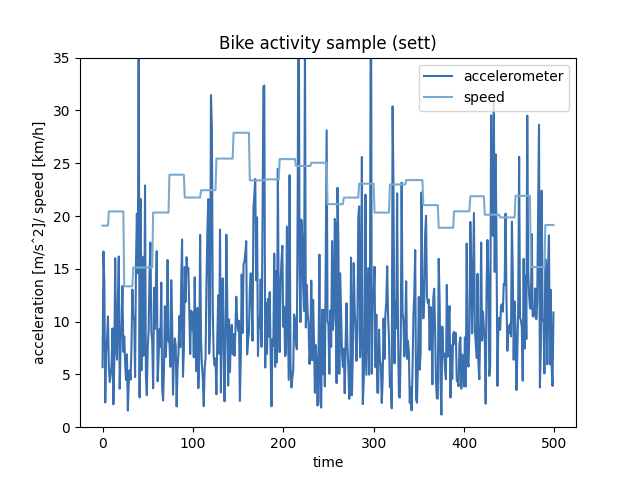 Bike activity sample (sett)
accelerometer
speed
acceleration [m/s^2]/ speed [km/h]
35
30
25
20
15
10
5
0
0 100 200 300 400 500
time